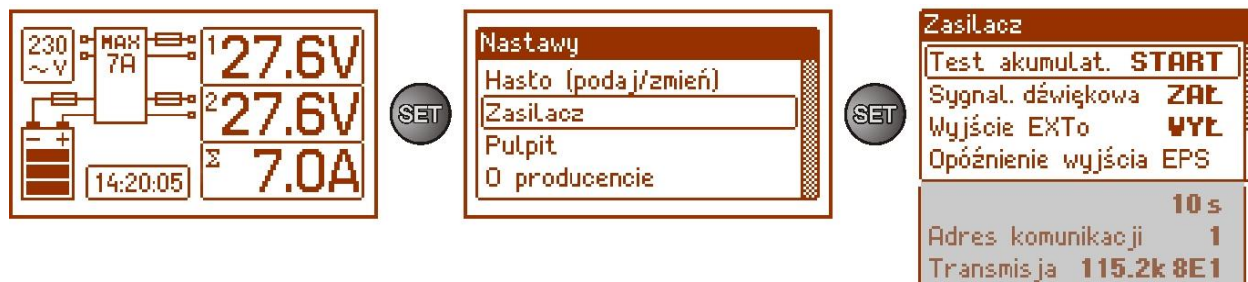 230
~V
MAX
7A
1 27.6V
2 27.6V
Σ 7.0A
- +
14:20:05
SET
Nastawy
Hasło (podaj/zmień)
Zasilacz
Pulpit
O producencie
SET
Zasilacz
Test akumulat. START
Sygnal. dźwiękowa ZAŁ
Wyjście EXTo WYŁ
Opóźnienie wyjścia EPS
10 s
Adres komunikacji 1
Transmisja 115.2k 8E1